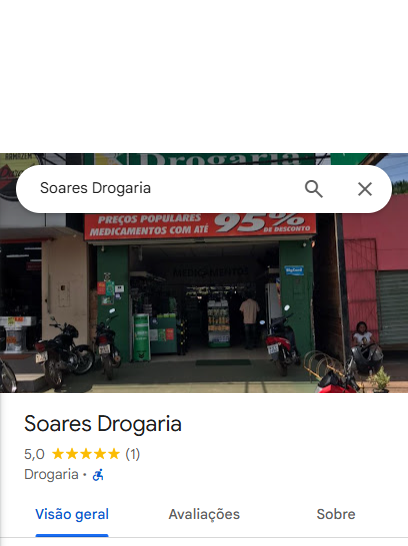 Drogaria
Soares Drogaria
PREÇOS POPULARES
MEDICAMENTOS COM ATÉ 95% DE DESCONTO
MEDICAMENTOS
Soares Drogaria
5,0 (1)
Drogaria ·
Visão geral Avaliações Sobre